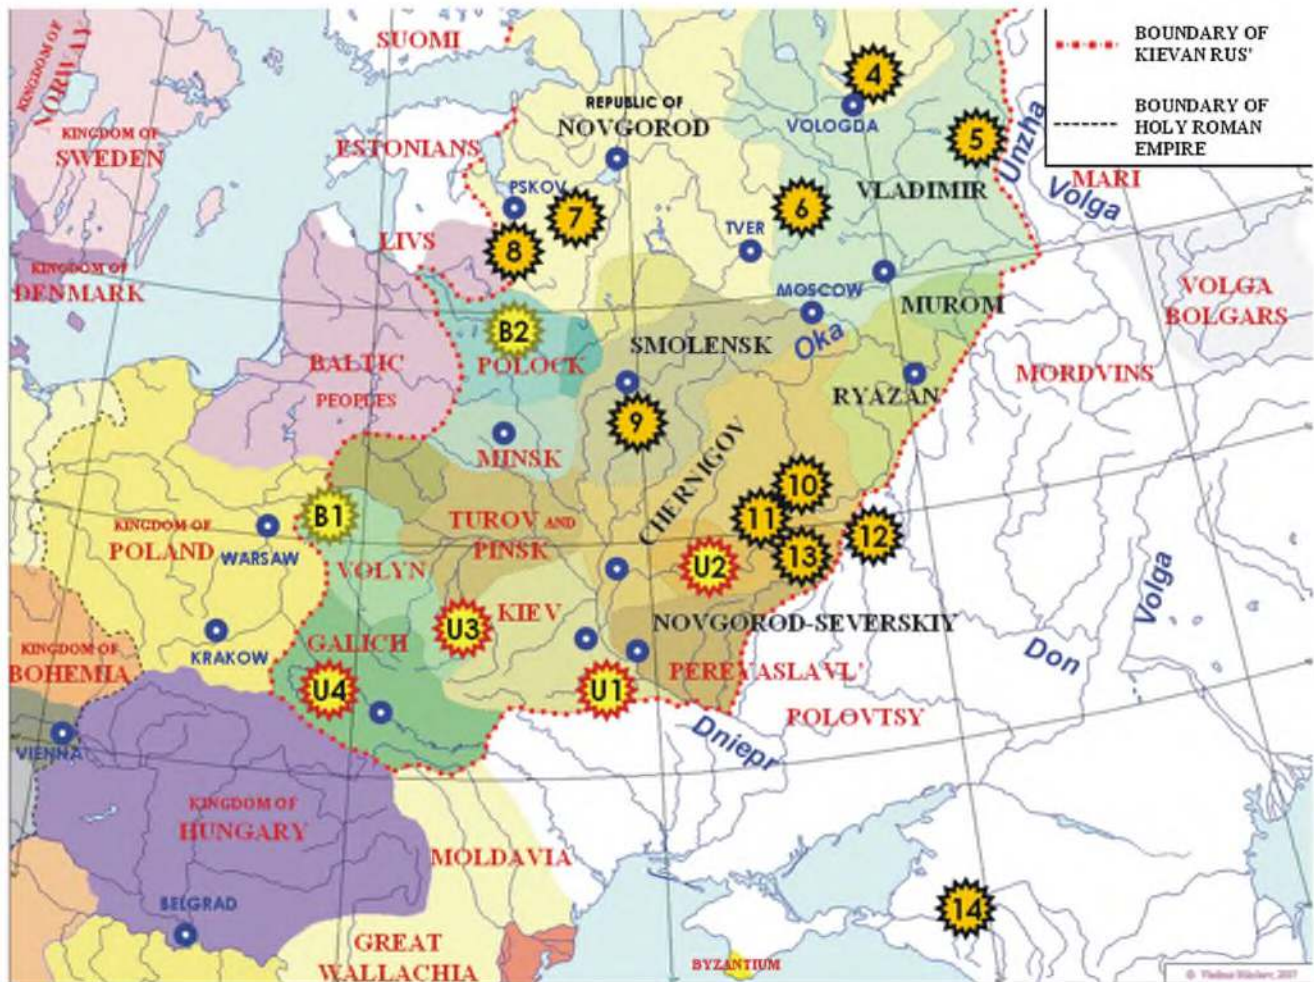 KINGDOM OF
NORWAY
SUOMI
BOUNDARY OF
KIEVAN RUS'
BOUNDARY OF
HOLY ROMAN
EMPIRE
4
REPUBLIC OF
NOVGOROD
VOLOGDA
KINGDOM OF
SWEDEN
ESTONIANS
5
Unzha
PSKOV
7
6
VLADIMIR
MARI
Volga
TVER
LIVS
8
KINGDOM OF
DENMARK
MOSCOW
MUROM
VOLGA
BOLGARS
B2
POLOCK
SMOLENSK
Oka
BALTIC
PEOPLES
RYAZAN
MORDVINS
9
MINSK
CHERNIGOV
10
B1
11
12
KINGDOM OF
POLAND
WARSAW
TUROV AND
PINSK
13
VOLYN
U2
Volga
KIEV
U3
NOVGOROD-SEVERSKIY
KINGDOM OF
BOHEMIA
KRAKOW
GALICH
PEREVASLAVL'
Don
U4
U1
POLOVTSY
VIENNA
Dniepr
KINGDOM OF
HUNGARY
MOLDAVIA
BELGRAD
14
GREAT
WALLACHIA
BYZANTIUM